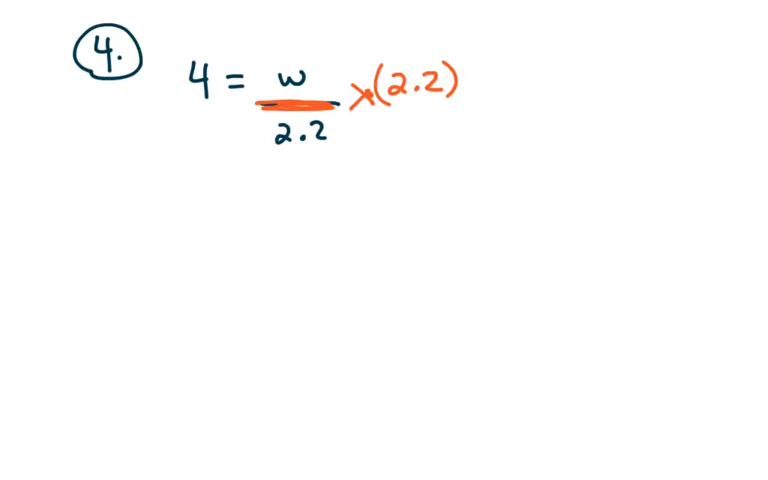 4.
4 = w/2.2 ×(2.2)